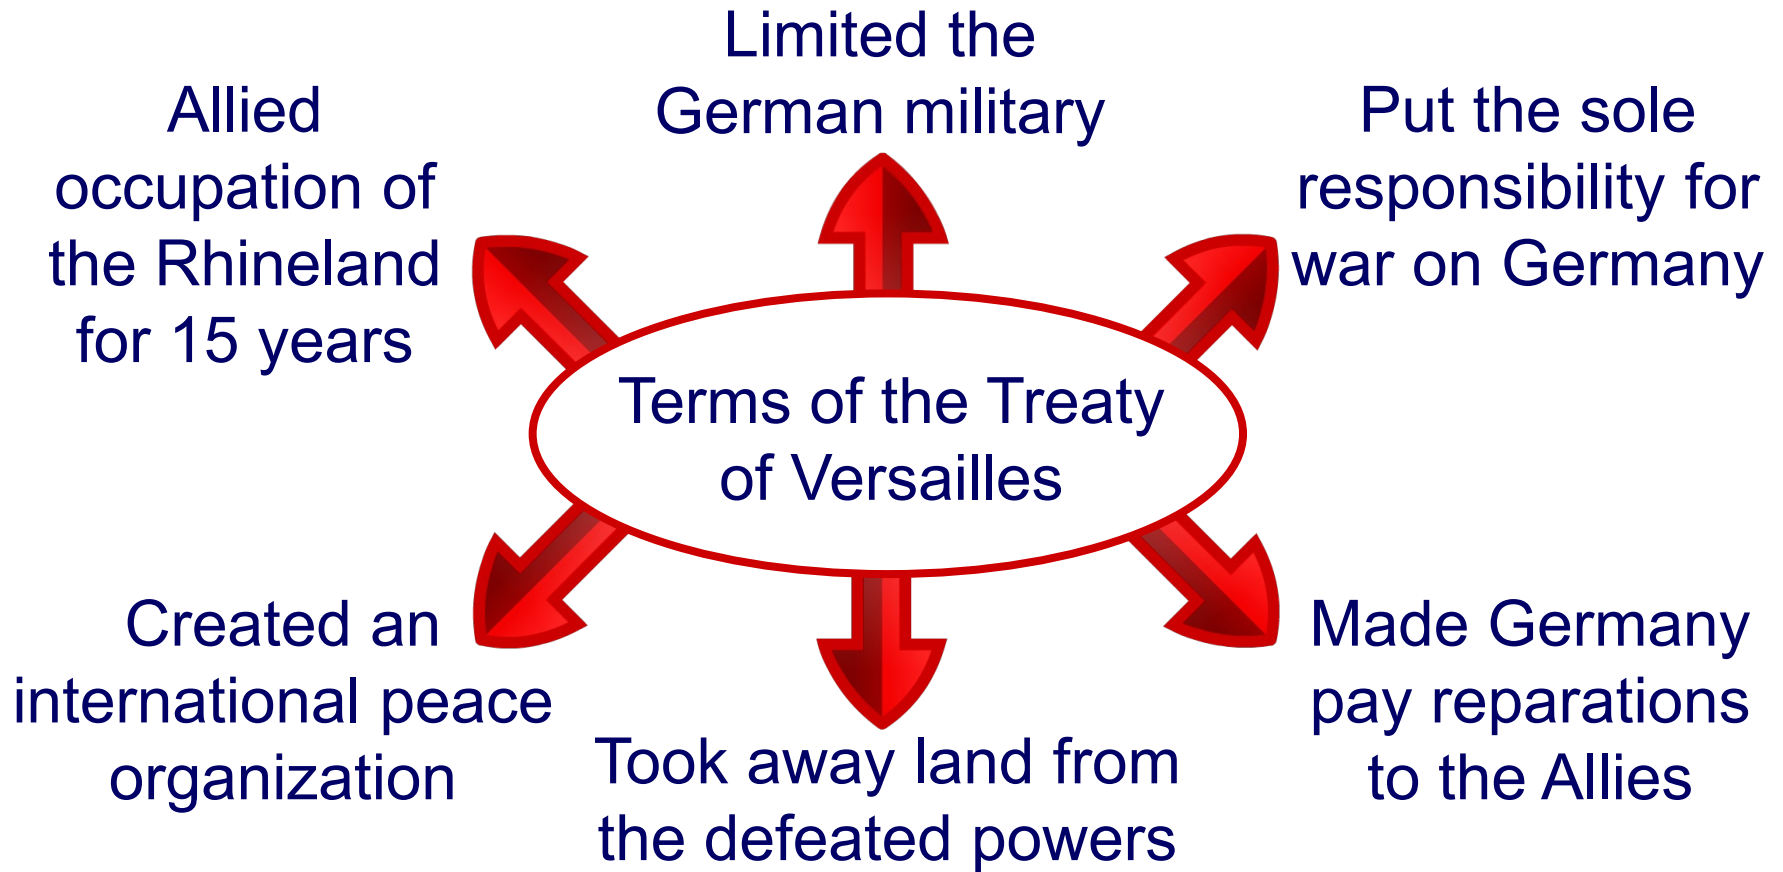 Limited the
German military
Allied
occupation of
the Rhineland
for 15 years
Put the sole
responsibility for
war on Germany
Terms of the Treaty
of Versailles
Created an
international peace
organization
Took away land from
the defeated powers
Made Germany
pay reparations
to the Allies